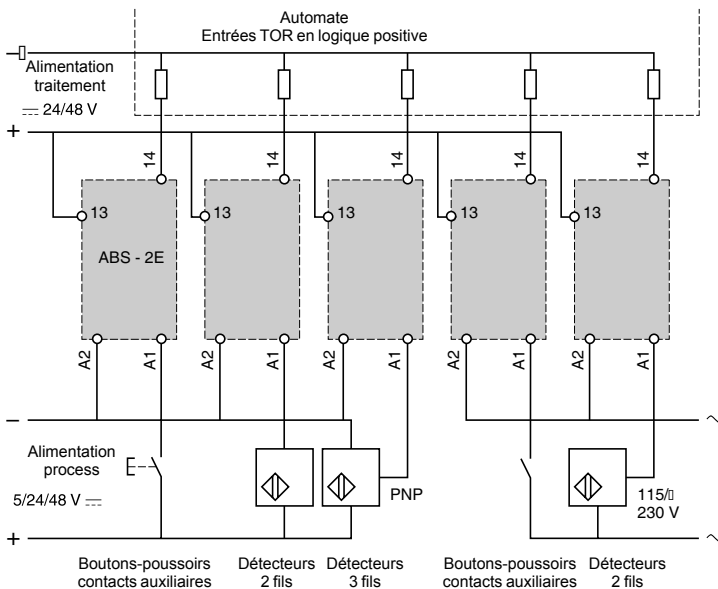 Automate
Entrées TOR en logique positive
–
Alimentation
traitement
24/48 V
+
14 14 14 14 14
13 13 13 13 13
ABS - 2E
A2 A1 A2 A1 A2 A1 A2 A1 A2 A1
– ~
Alimentation
process
PNP
5/24/48 V
115/
230 V
+ ~
Boutons-poussoirs
contacts auxiliaires
Détecteurs
2 fils
Détecteurs
3 fils
Boutons-poussoirs
contacts auxiliaires
Détecteurs
2 fils